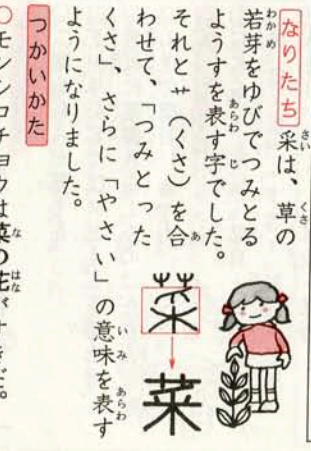 なりたち 采は、草の
若芽をゆびでつみとる
ようすを表す字でした。
それと艹（くさ）を合
わせて、「つみとった
くさ」、さらに「やさい」の意味を表す
ようになりました。
菜
つかいかた
○モンシロチョウは菜の花が